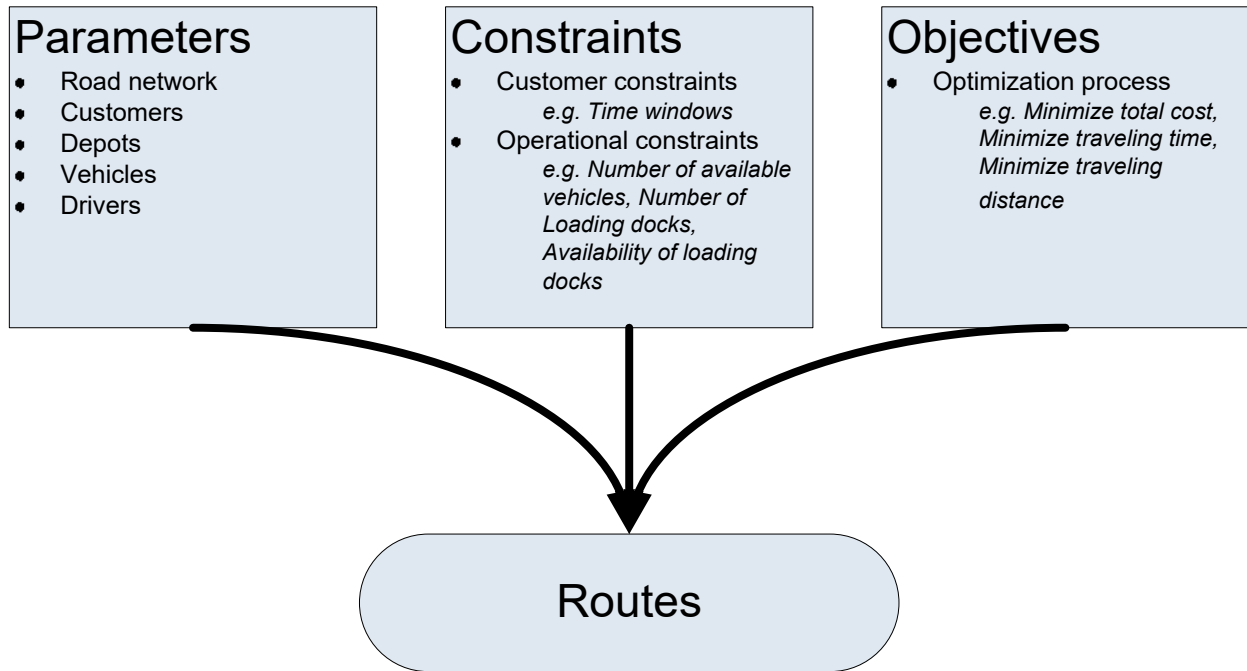 Parameters
Road network
Customers
Depots
Vehicles
Drivers
Constraints
Customer constraints
e.g. Time windows
Operational constraints
e.g. Number of available
vehicles, Number of
Loading docks,
Availability of loading
docks
Objectives
Optimization process
e.g. Minimize total cost,
Minimize traveling time,
Minimize traveling
distance
Routes